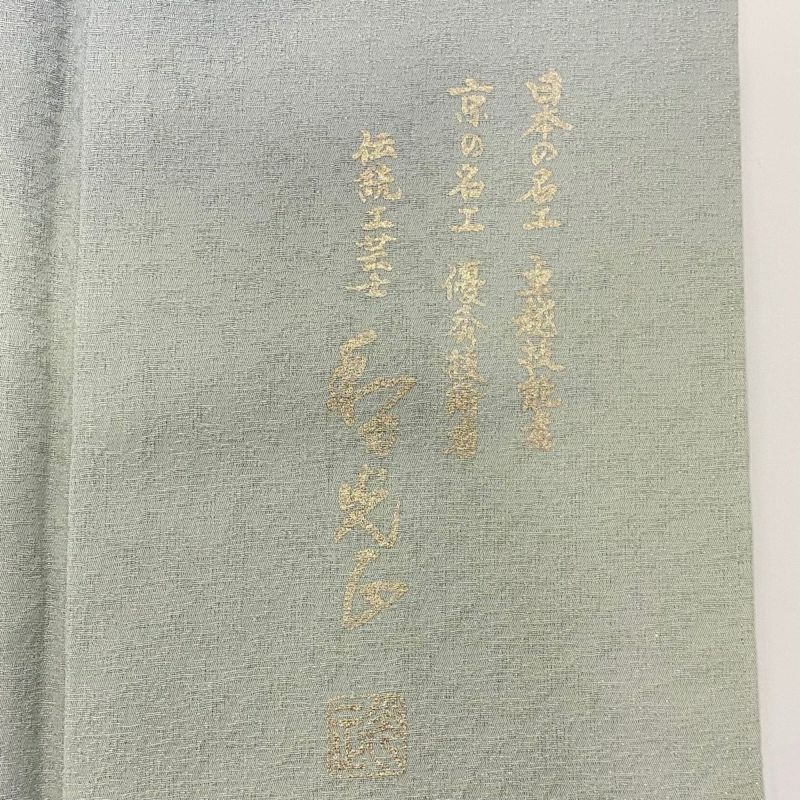 日本の名工 卓越技能者
京の名工 優秀技術者
伝統工芸士